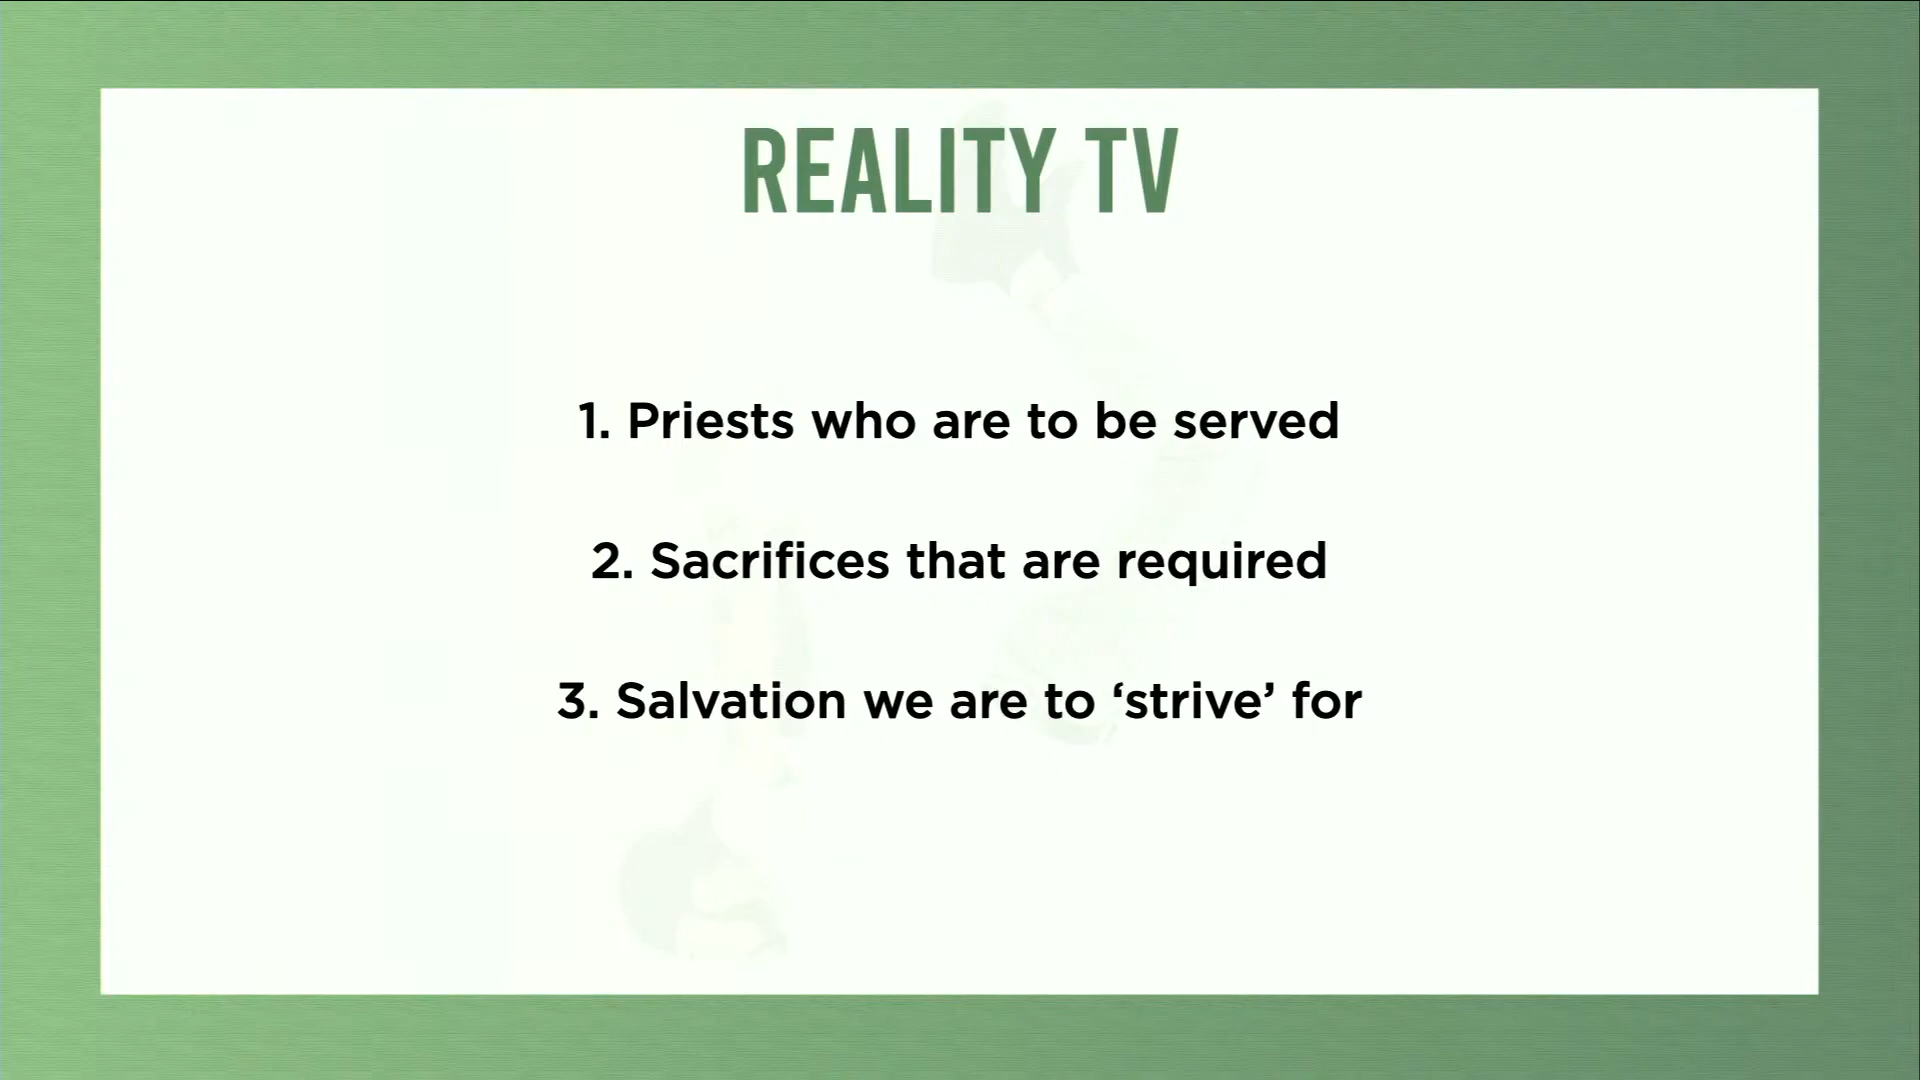 REALITY TV
1. Priests who are to be served
2. Sacrifices that are required
3. Salvation we are to ‘strive’ for